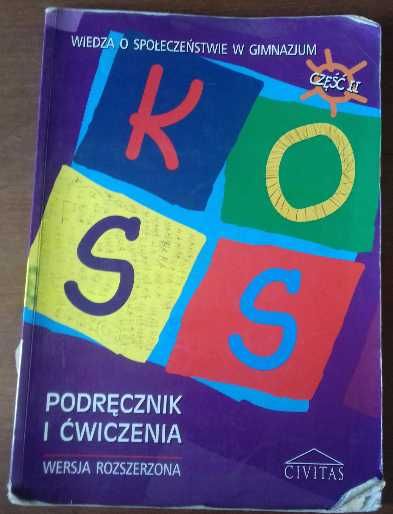 WIEDZA O SPOŁECZEŃSTWIE W GIMNAZJUM
CZĘŚĆ II
K O
S S
PODRĘCZNIK
I ĆWICZENIA
WERSJA ROZSZERZONA
CIVITAS